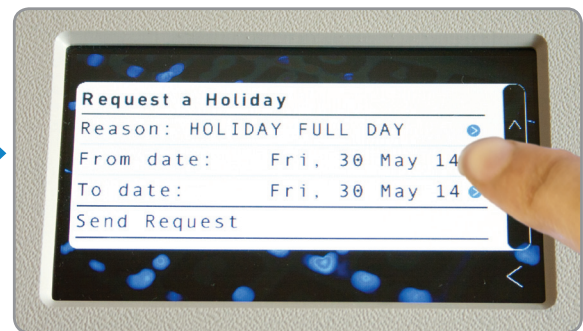 Request a Holiday
Reason: HOLIDAY FULL DAY
From date: Fri, 30 May 14
To date: Fri, 30 May 14
Send Request